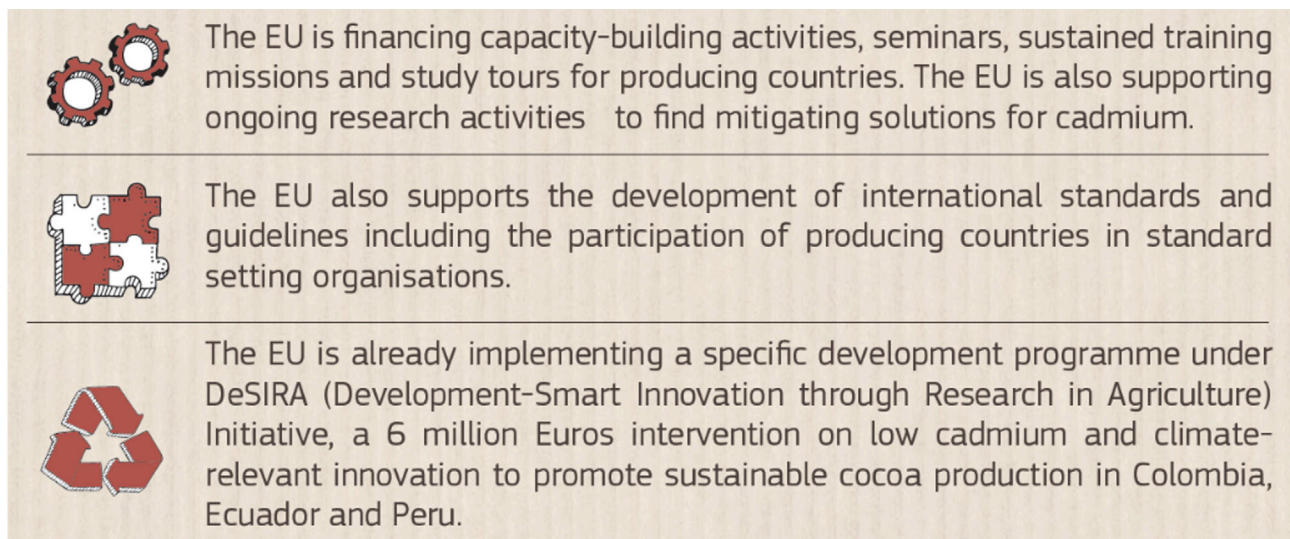 The EU is financing capacity-building activities, seminars, sustained training
missions and study tours for producing countries. The EU is also supporting
ongoing research activities to find mitigating solutions for cadmium.
The EU also supports the development of international standards and
guidelines including the participation of producing countries in standard
setting organisations.
The EU is already implementing a specific development programme under
DeSIRA (Development-Smart Innovation through Research in Agriculture)
Initiative, a 6 million Euros intervention on low cadmium and climate-
relevant innovation to promote sustainable cocoa production in Colombia,
Ecuador and Peru.